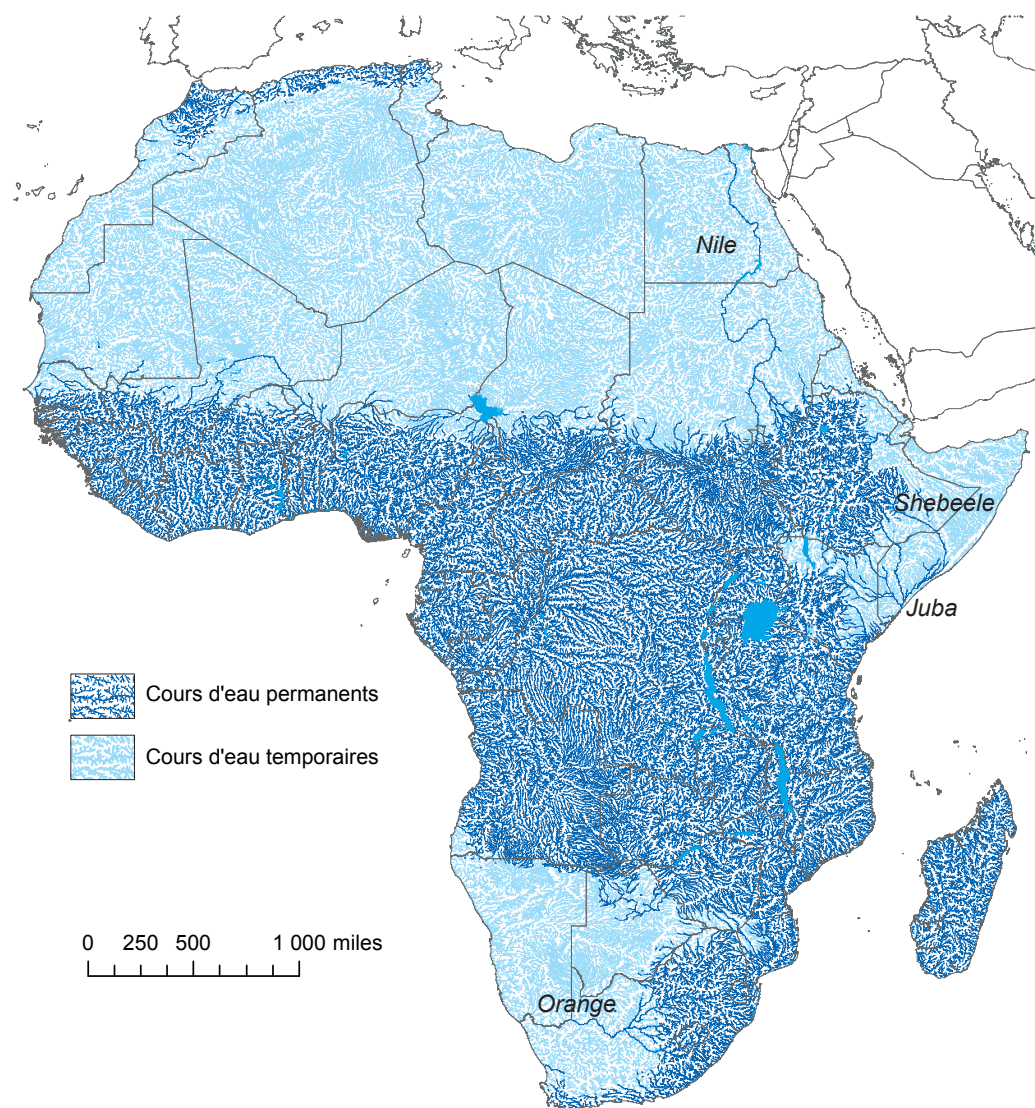 Nile
Shebeele
Juba
Cours d'eau permanents
Cours d'eau temporaires
0 250 500 1 000 miles
Orange